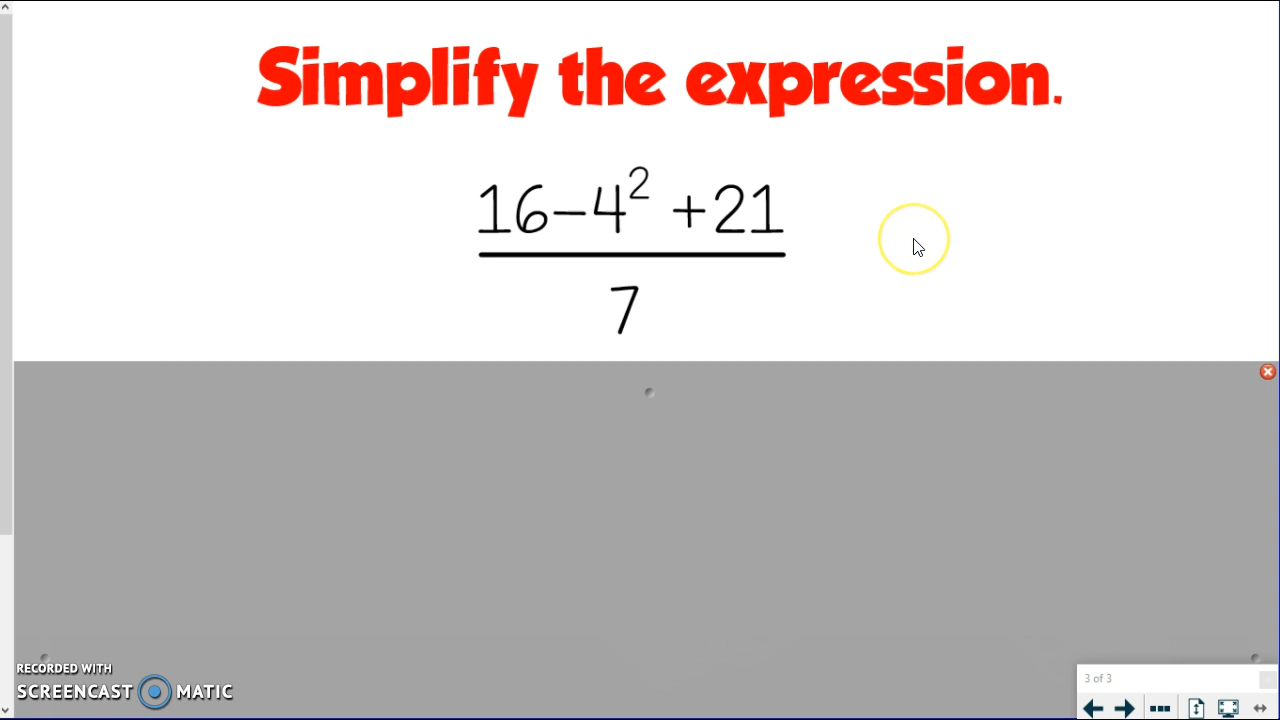 Simplify the expression.
16-4² +21
7
RECORDED WITH
SCREENCAST MATIC
3 of 3